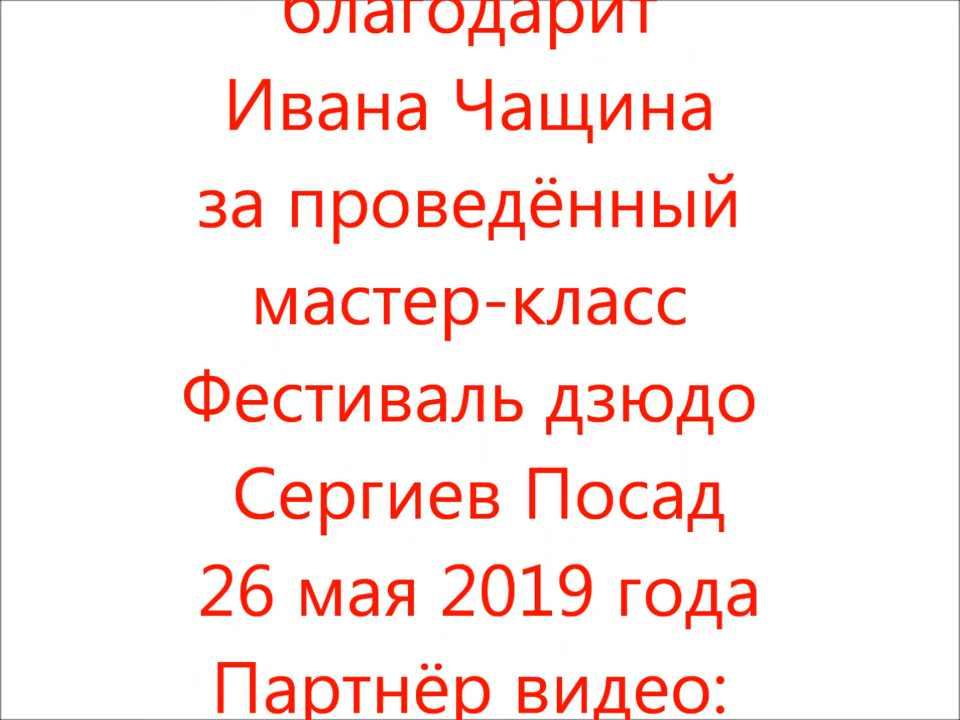 благодарит
Ивана Чащина
за проведённый
мастер-класс
Фестиваль дзюдо
Сергиев Посад
26 мая 2019 года
Партнёр видео: